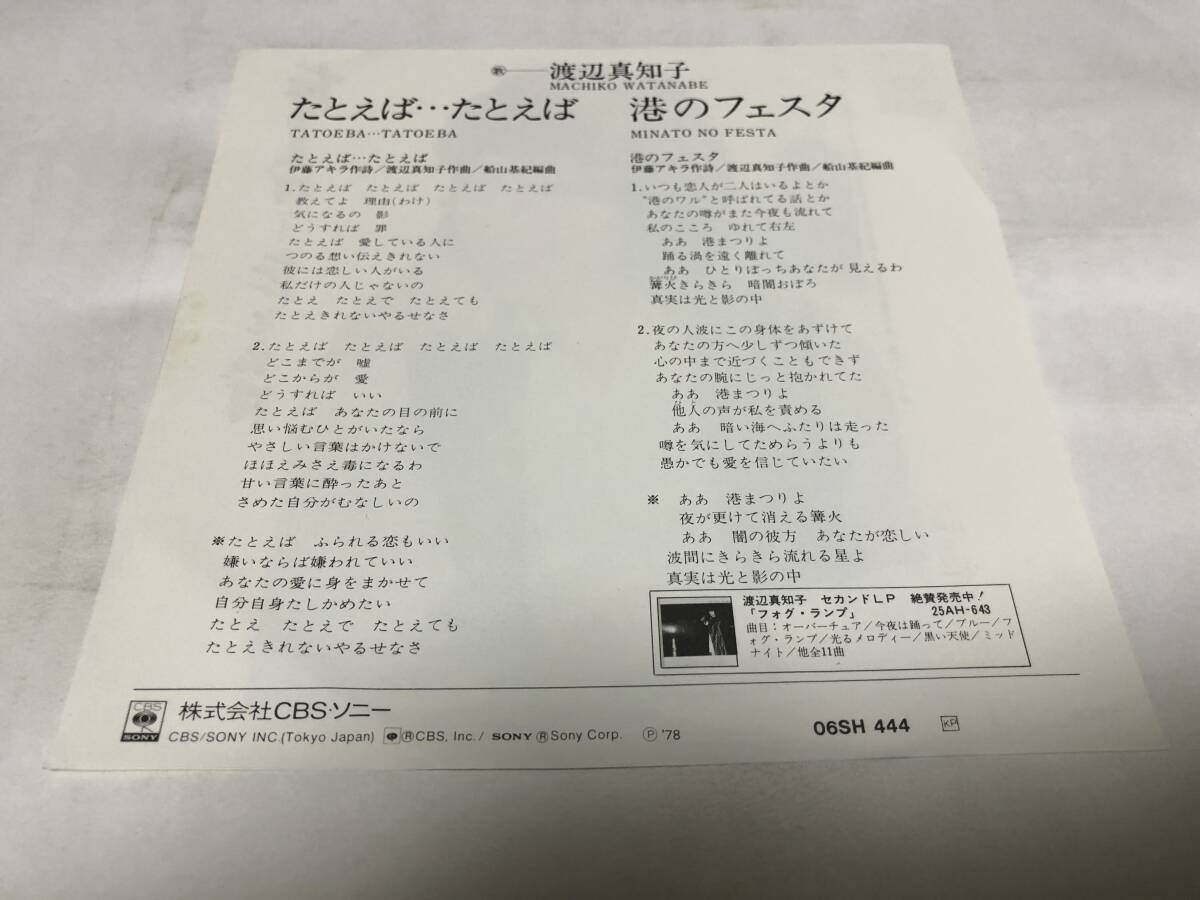 歌――渡辺真知子
MACHIKO WATANABE
たとえば…たとえば
TATOEBA…TATOEBA
たとえば…たとえば
伊藤アキラ作詩／渡辺真知子作曲／船山基紀編曲
1.たとえば たとえば たとえば たとえば
教えてよ 理由(わけ)
気になるの 影
どうすれば 罪
たとえば 愛している人に
つのる想い伝えきれない
彼には恋しい人がいる
私だけの人じゃないの
たとえ たとえで たとえても
たとえきれないやるせなさ
2.たとえば たとえば たとえば たとえば
どこまでが 嘘
どこからが 愛
どうすれば いい
たとえば あなたの目の前に
思い悩むひとがいたなら
やさしい言葉はかけないで
ほほえみさえ毒になるわ
甘い言葉に酔ったあと
さめた自分がむなしいの
※たとえば ふられる恋もいい
嫌いならば嫌われていい
あなたの愛に身をまかせて
自分自身たしかめたい
たとえ たとえで たとえても
たとえきれないやるせなさ
港のフェスタ
MINATO NO FESTA
港のフェスタ
伊藤アキラ作詩／渡辺真知子作曲／船山基紀編曲
1.いつも恋人が二人はいるよとか
“港のワル”と呼ばれてる話とか
あなたの噂がまた今夜も流れて
私のこころ ゆれて右左
ああ 港まつりよ
踊る渦を遠く離れて
ああ ひとりぼっちあなたが 見えるわ
かがりび
篝火きらきら 暗闇おぼろ
真実は光と影の中
2.夜の人波にこの身体をあずけて
あなたの方へ少しずつ傾いた
心の中まで近づくこともできず
あなたの腕にじっと抱かれてた
ああ 港まつりよ
ひと
他人の声が私を責める
ああ 暗い海へふたりは走った
噂を気にしてためらうよりも
愚かでも愛を信じていたい
※ ああ 港まつりよ
夜が更けて消える篝火
ああ 闇の彼方 あなたが恋しい
波間にきらきら流れる星よ
真実は光と影の中
渡辺真知子 セカンドLP 絶賛発売中！
「フォグ・ランプ」 25AH-643
曲目：オーバーチュア／今夜は踊って／ブルー／フ
ォグ・ランプ／光るメロディー／黒い天使／ミッド
ナイト／他全11曲
CBS
SONY
株式会社CBS・ソニー
CBS/SONY INC.(Tokyo Japan) ⓇCBS, Inc./ SONY ⓇSony Corp. Ⓟ'78
06SH 444
KP